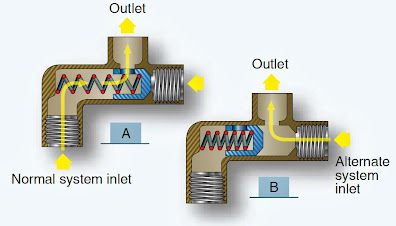 Outlet
A
Normal system inlet
Outlet
Alternate
system
inlet
B